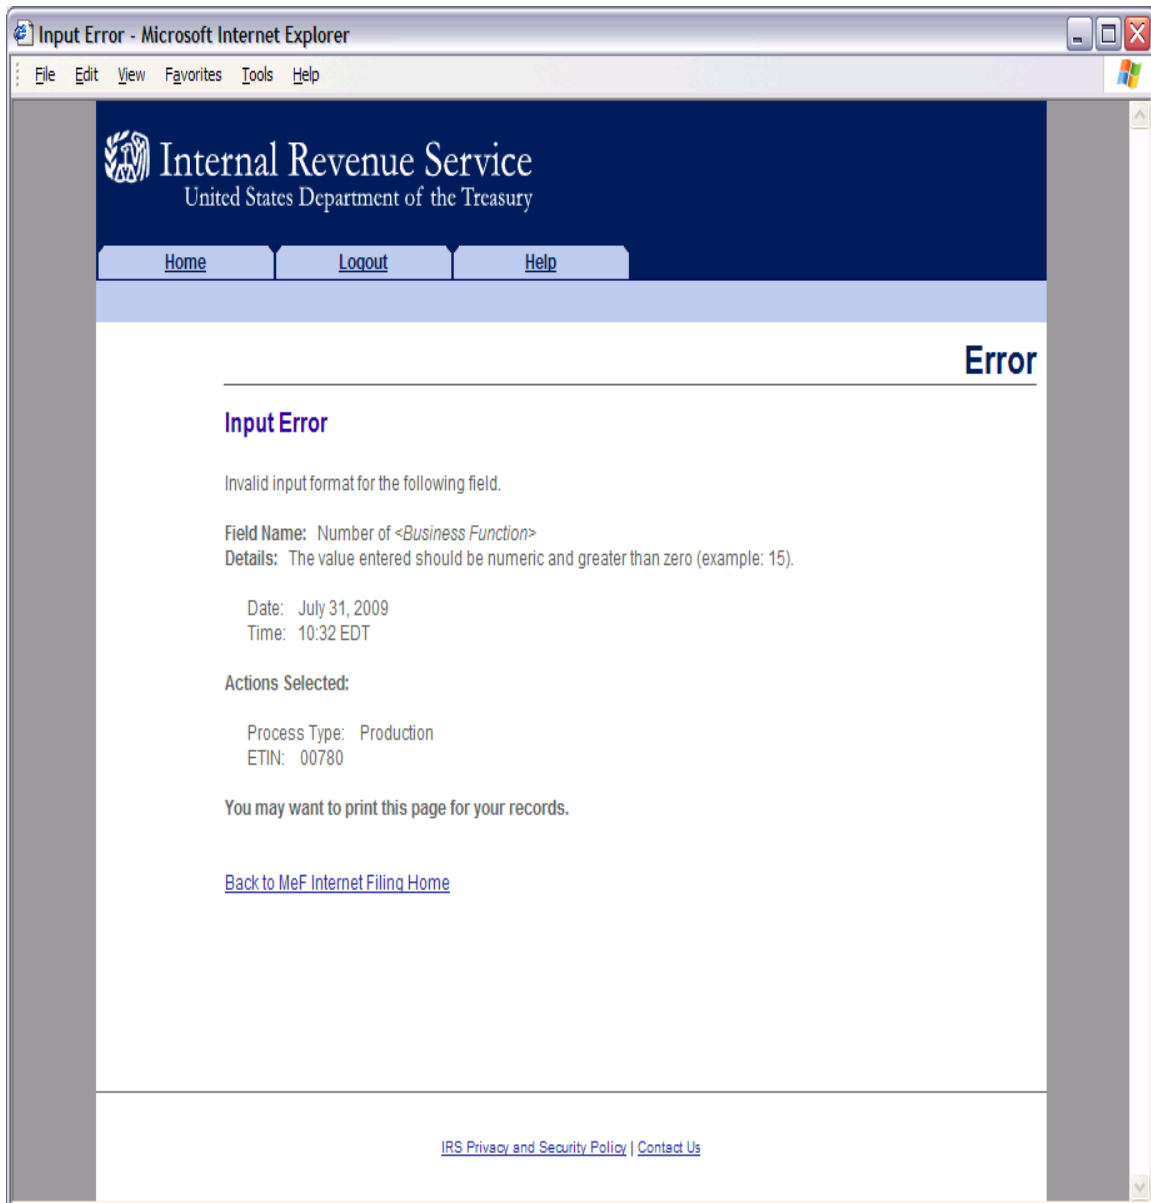 Input Error - Microsoft Internet Explorer
File Edit View Favorites Tools Help
Internal Revenue Service
United States Department of the Treasury
Home Logout Help
Error
Input Error
Invalid input format for the following field.
Field Name: Number of <Business Function>
Details: The value entered should be numeric and greater than zero (example: 15).
Date: July 31, 2009
Time: 10:32 EDT
Actions Selected:
Process Type: Production
ETIN: 00780
You may want to print this page for your records.
Back to MeF Internet Filing Home
IRS Privacy and Security Policy | Contact Us